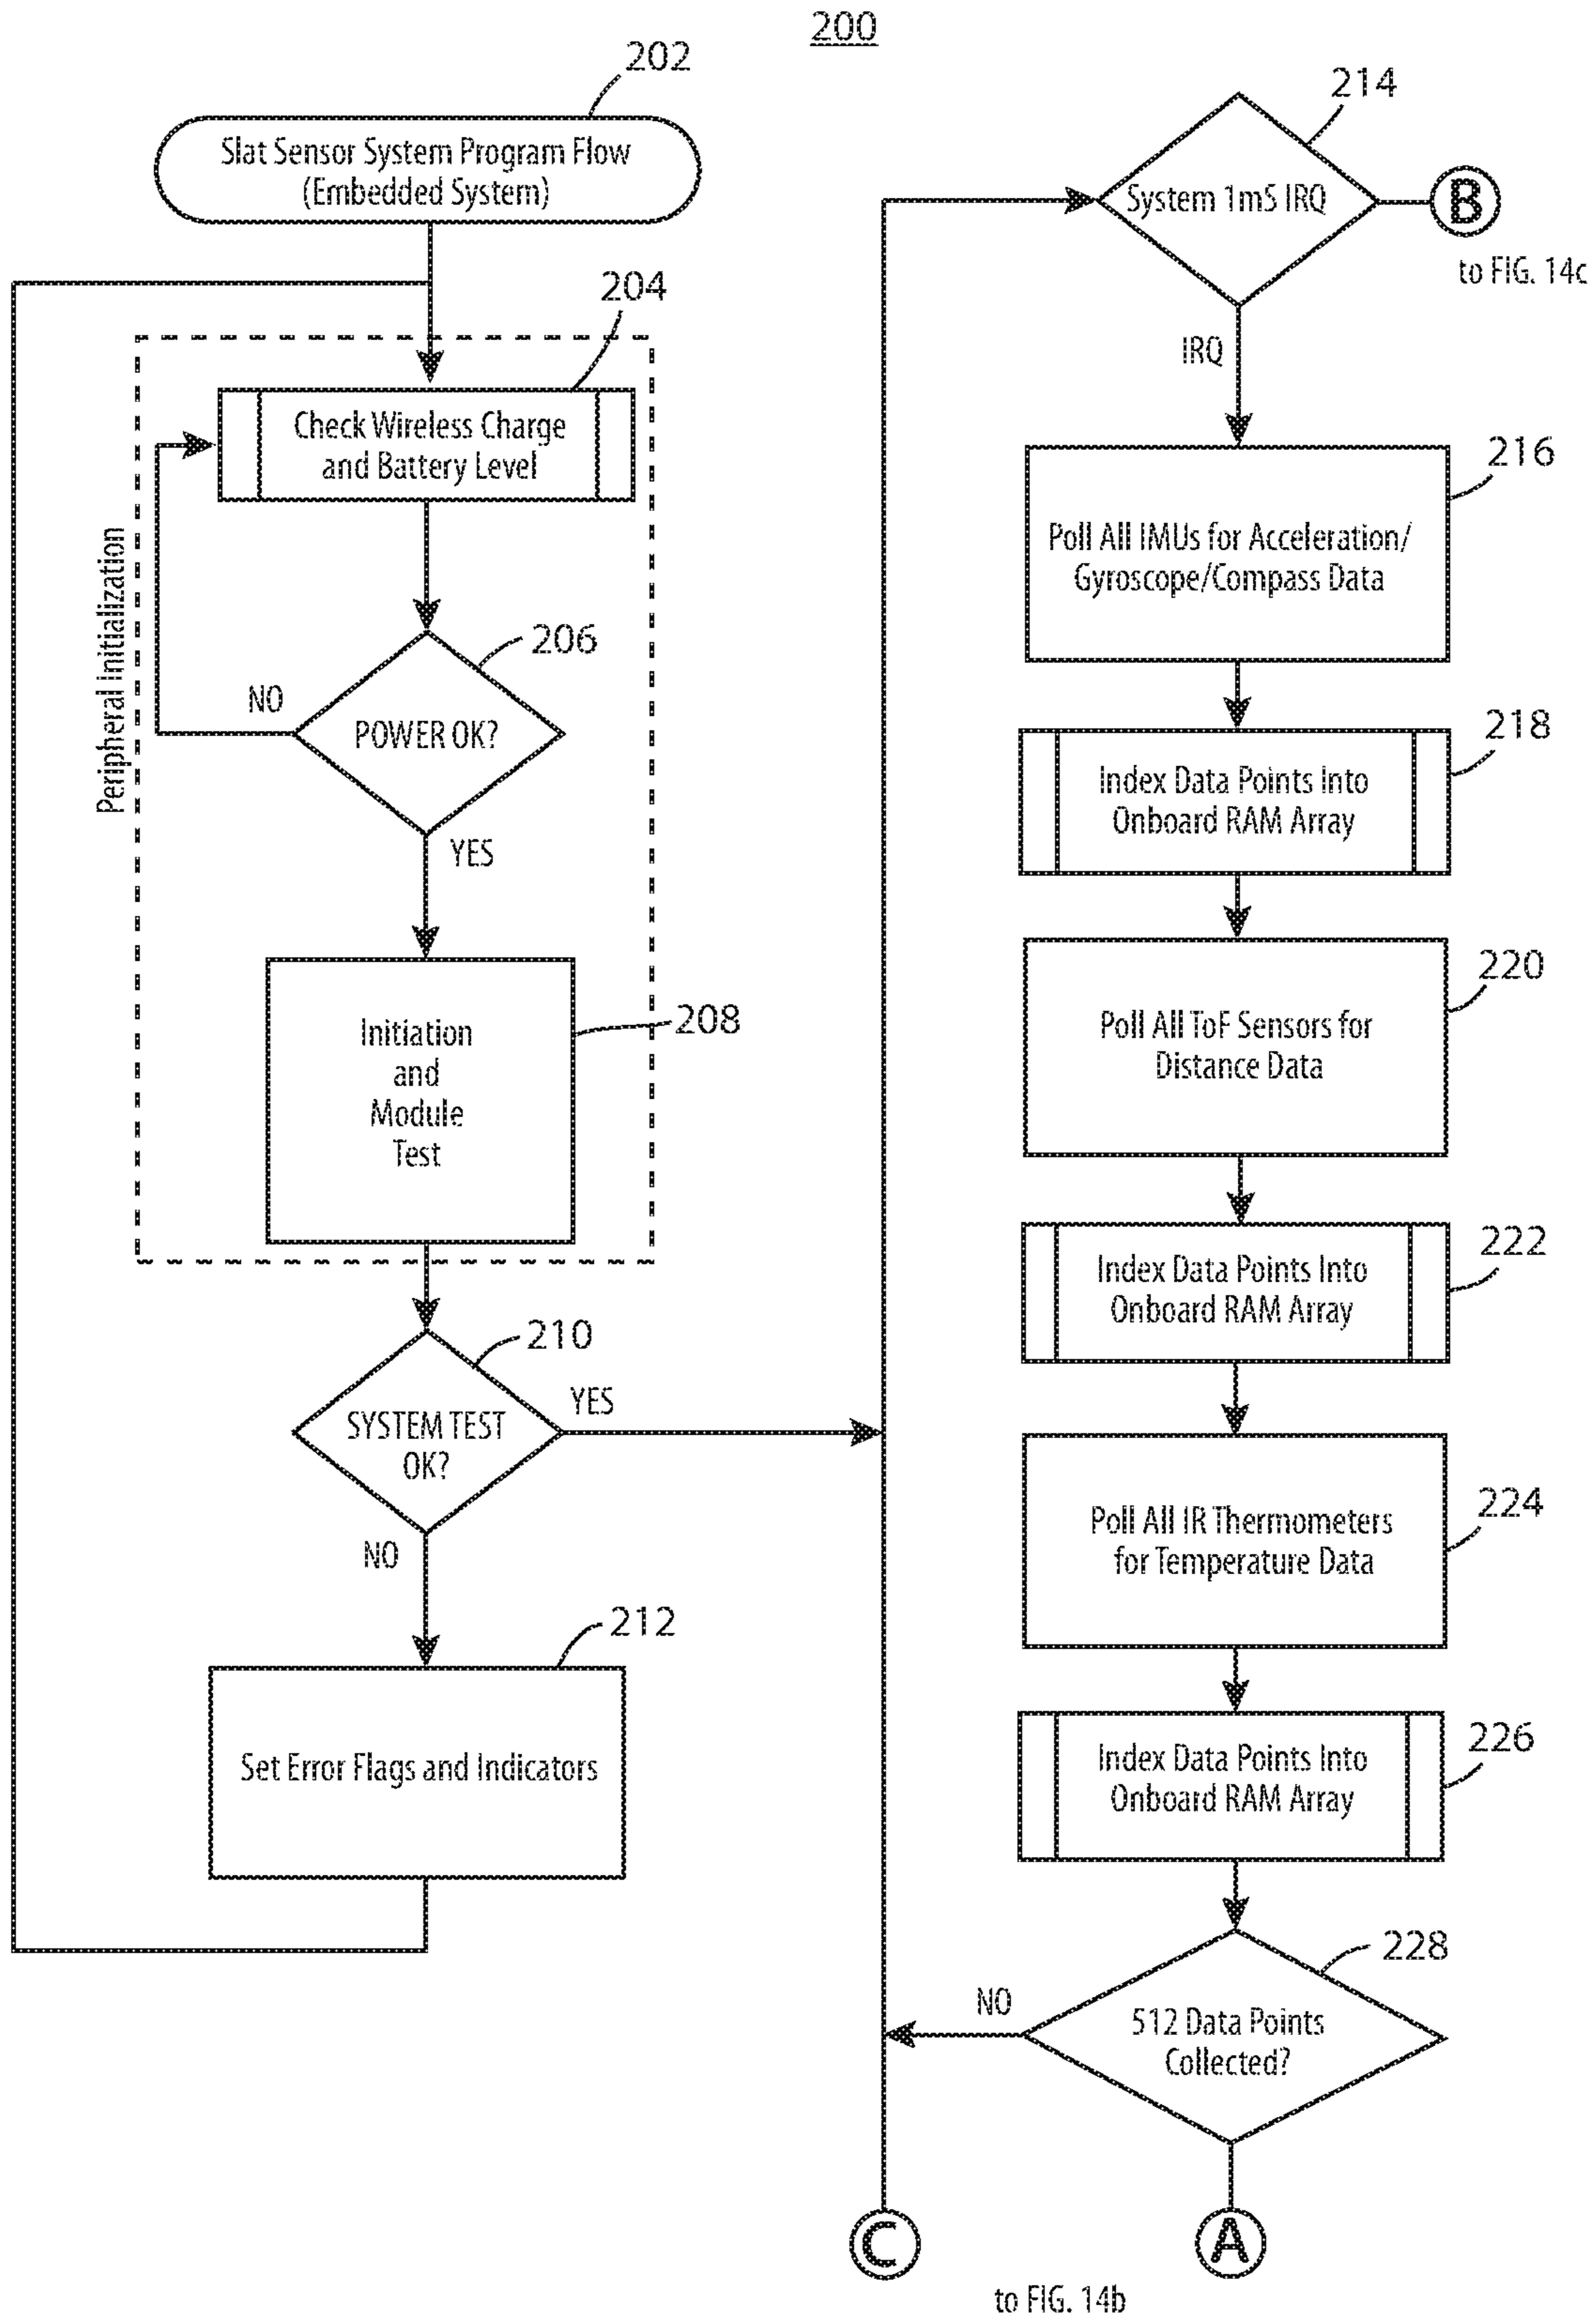 200
202
Slat Sensor System Program Flow
(Embedded System)
204
Peripheral Initialization
Check Wireless Charge
and Battery Level
206
NO
POWER OK?
YES
208
Initiation
and
Module
Test
210
YES
SYSTEM TEST
OK?
NO
212
Set Error Flags and Indicators
214
System 1mS IRQ
B
to FIG. 14c
IRQ
216
Poll All IMUs for Acceleration/
Gyroscope/Compass Data
218
Index Data Points Into
Onboard RAM Array
220
Poll All ToF Sensors for
Distance Data
222
Index Data Points Into
Onboard RAM Array
224
Poll All IR Thermometers
for Temperature Data
226
Index Data Points Into
Onboard RAM Array
228
NO
512 Data Points
Collected?
C
A
to FIG. 14b